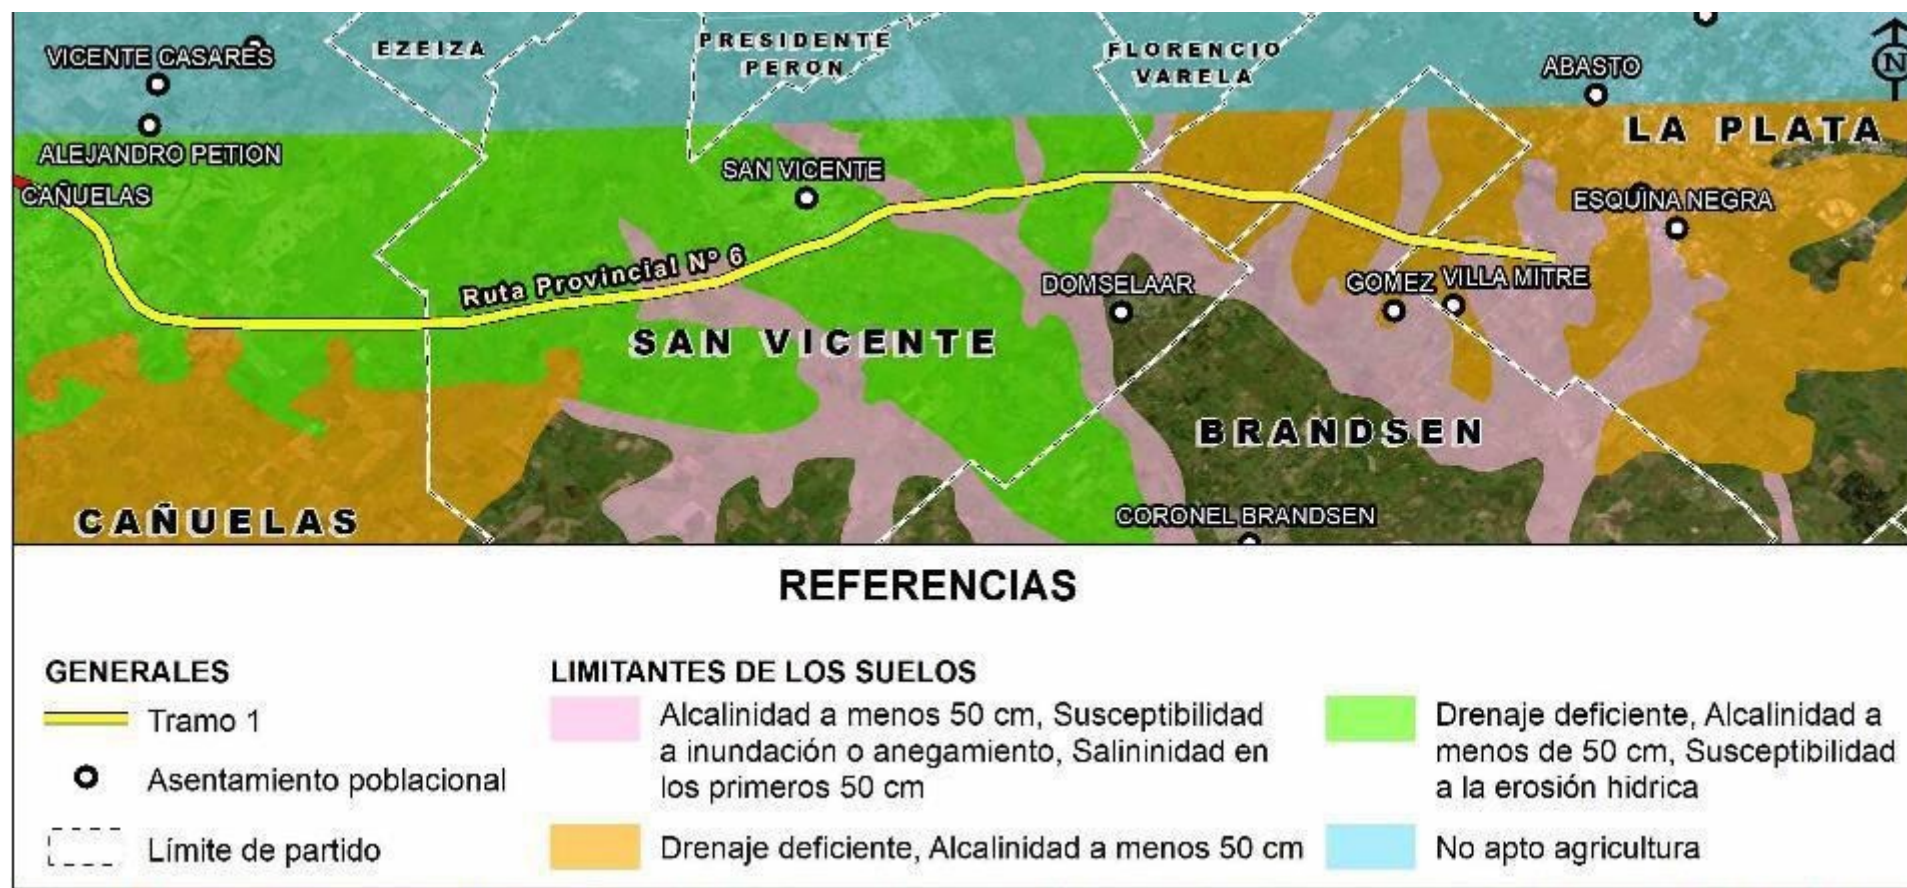 VICENTE CASARES
EZEIZA
PRESIDENTE
PERON
FLORENCIO
VARELA
ABASTO
N
ALEJANDRO PETION
LA PLATA
SAN VICENTE
CAÑUELAS
ESQUINA NEGRA
Ruta Provincial Nº 6
DOMSELAAR
GOMEZ
VILLA MITRE
SAN VICENTE
BRANDSEN
CAÑUELAS
CORONEL BRANDSEN
REFERENCIAS
GENERALES
Tramo 1
Asentamiento poblacional
Límite de partido
LIMITANTES DE LOS SUELOS
Alcalinidad a menos 50 cm, Susceptibilidad
a inundación o anegamiento, Salininidad en
los primeros 50 cm
Drenaje deficiente, Alcalinidad a menos 50 cm
Drenaje deficiente, Alcalinidad a
menos de 50 cm, Susceptibilidad
a la erosión hidrica
No apto agricultura